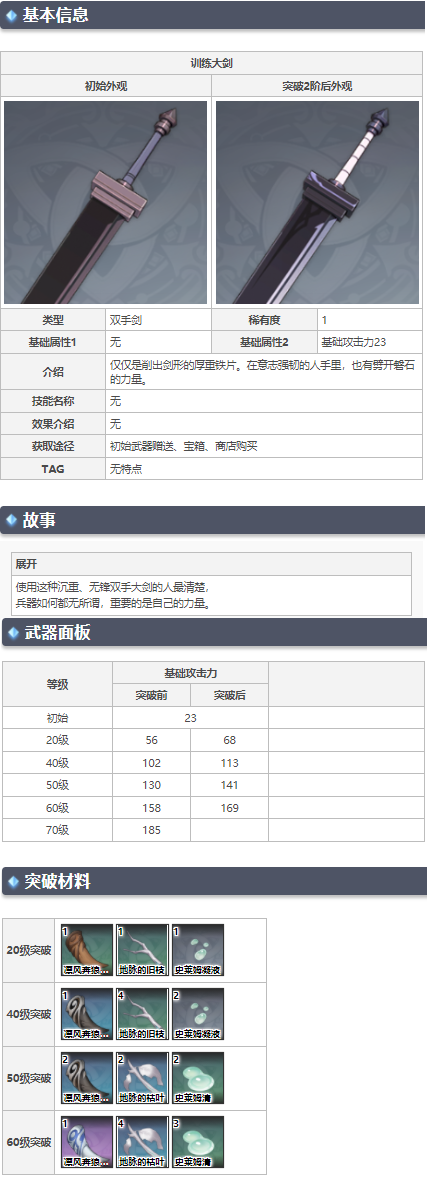 基本信息
训练大剑
初始外观 突破2阶后外观
类型 双手剑 稀有度 1
基础属性1 无 基础属性2 基础攻击力23
介绍 仅仅是削出剑形的厚重铁片。在意志强韧的人手里，也有劈开磐石
的力量。
技能名称 无
效果介绍 无
获取途径 初始武器赠送、宝箱、商店购买
TAG 无特点
故事
展开
使用这种沉重、无锋双手大剑的人最清楚，
兵器如何都无所谓，重要的是自己的力量。
武器面板
等级 基础攻击力
突破前 突破后
初始 23
20级 56 68
40级 102 113
50级 130 141
60级 158 169
70级 185
突破材料
1 1 1
20级突破
凛风奔狼... 地脉的旧枝 史莱姆凝液
1 4 2
40级突破
凛风奔狼... 地脉的旧枝 史莱姆凝液
2 2 2
50级突破
凛风奔狼... 地脉的枯叶 史莱姆清
1 4 3
60级突破
凛风奔狼... 地脉的枯叶 史莱姆清